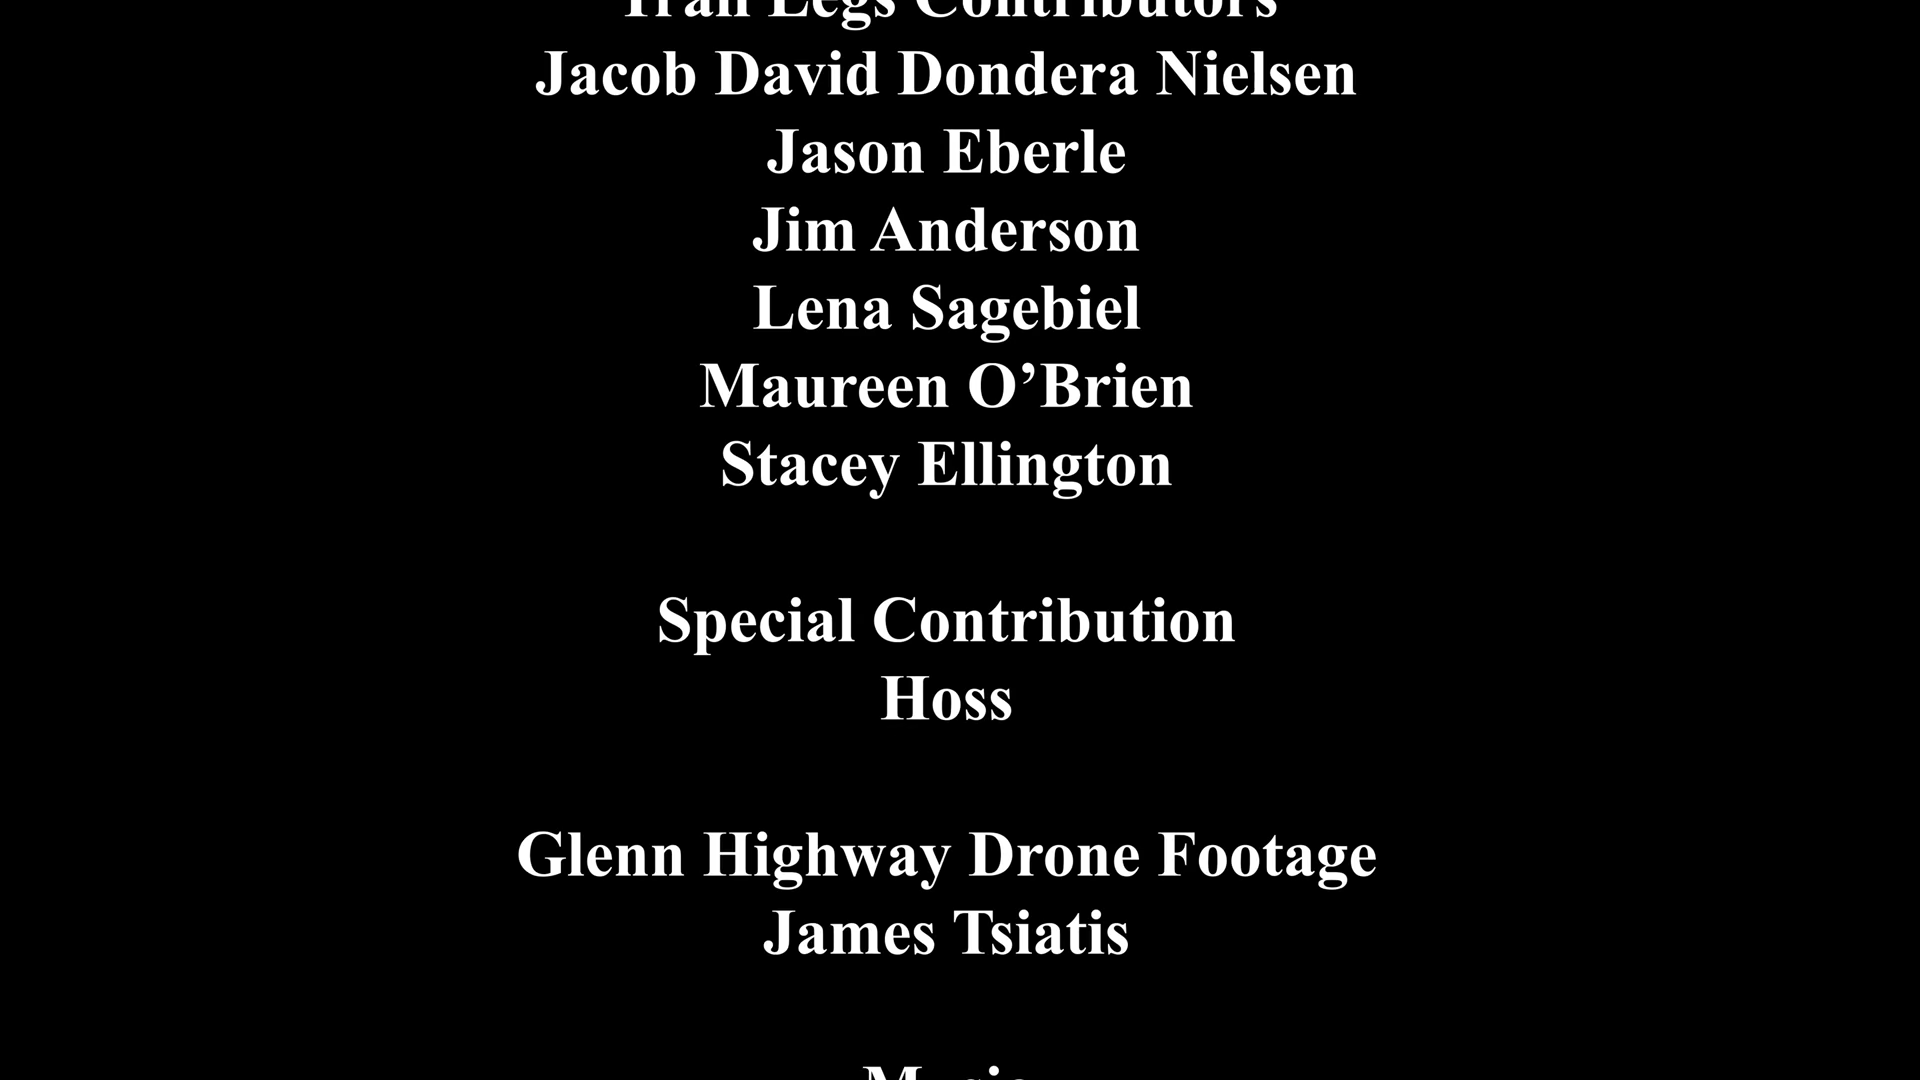 Legs Contributors
Jacob David Dondera Nielsen
Jason Eberle
Jim Anderson
Lena Sagebiel
Maureen O’Brien
Stacey Ellington
Special Contribution
Hoss
Glenn Highway Drone Footage
James Tsiatis
Music